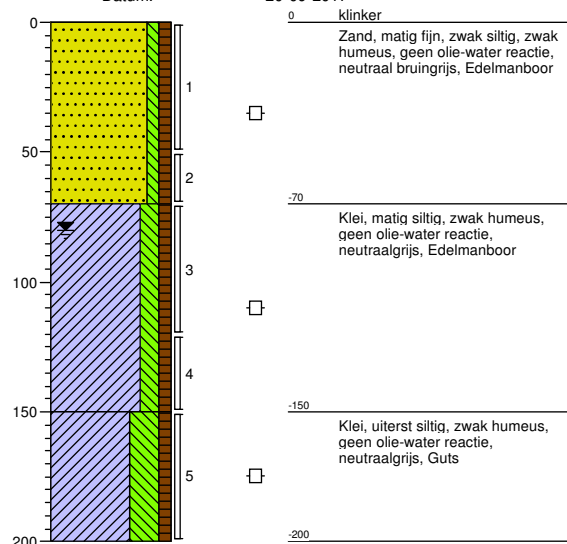 0
50
100
150
200
1
2
3
4
5
0 klinker
Zand, matig fijn, zwak siltig, zwak
humeus, geen olie-water reactie,
neutraal bruingrijs, Edelmanboor
-70
Klei, matig siltig, zwak humeus,
geen olie-water reactie,
neutraalgrijs, Edelmanboor
-150
Klei, uiterst siltig, zwak humeus,
geen olie-water reactie,
neutraalgrijs, Guts
-200